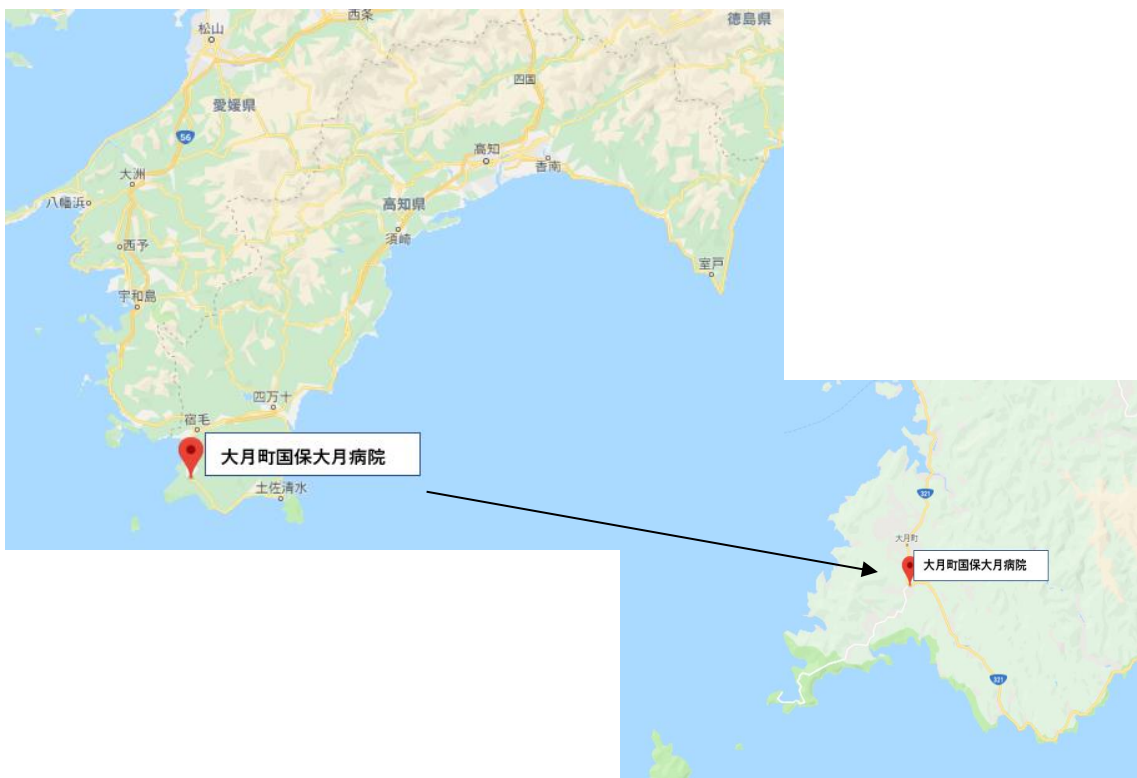 西条
徳島県
松山
四国
愛媛県
56
高知
香南
大洲
八幡浜
高知県
須崎
西予
室戸
宇和島
四万十
宿毛
大月町国保大月病院
土佐清水
321
大月町
大月町国保大月病院
321